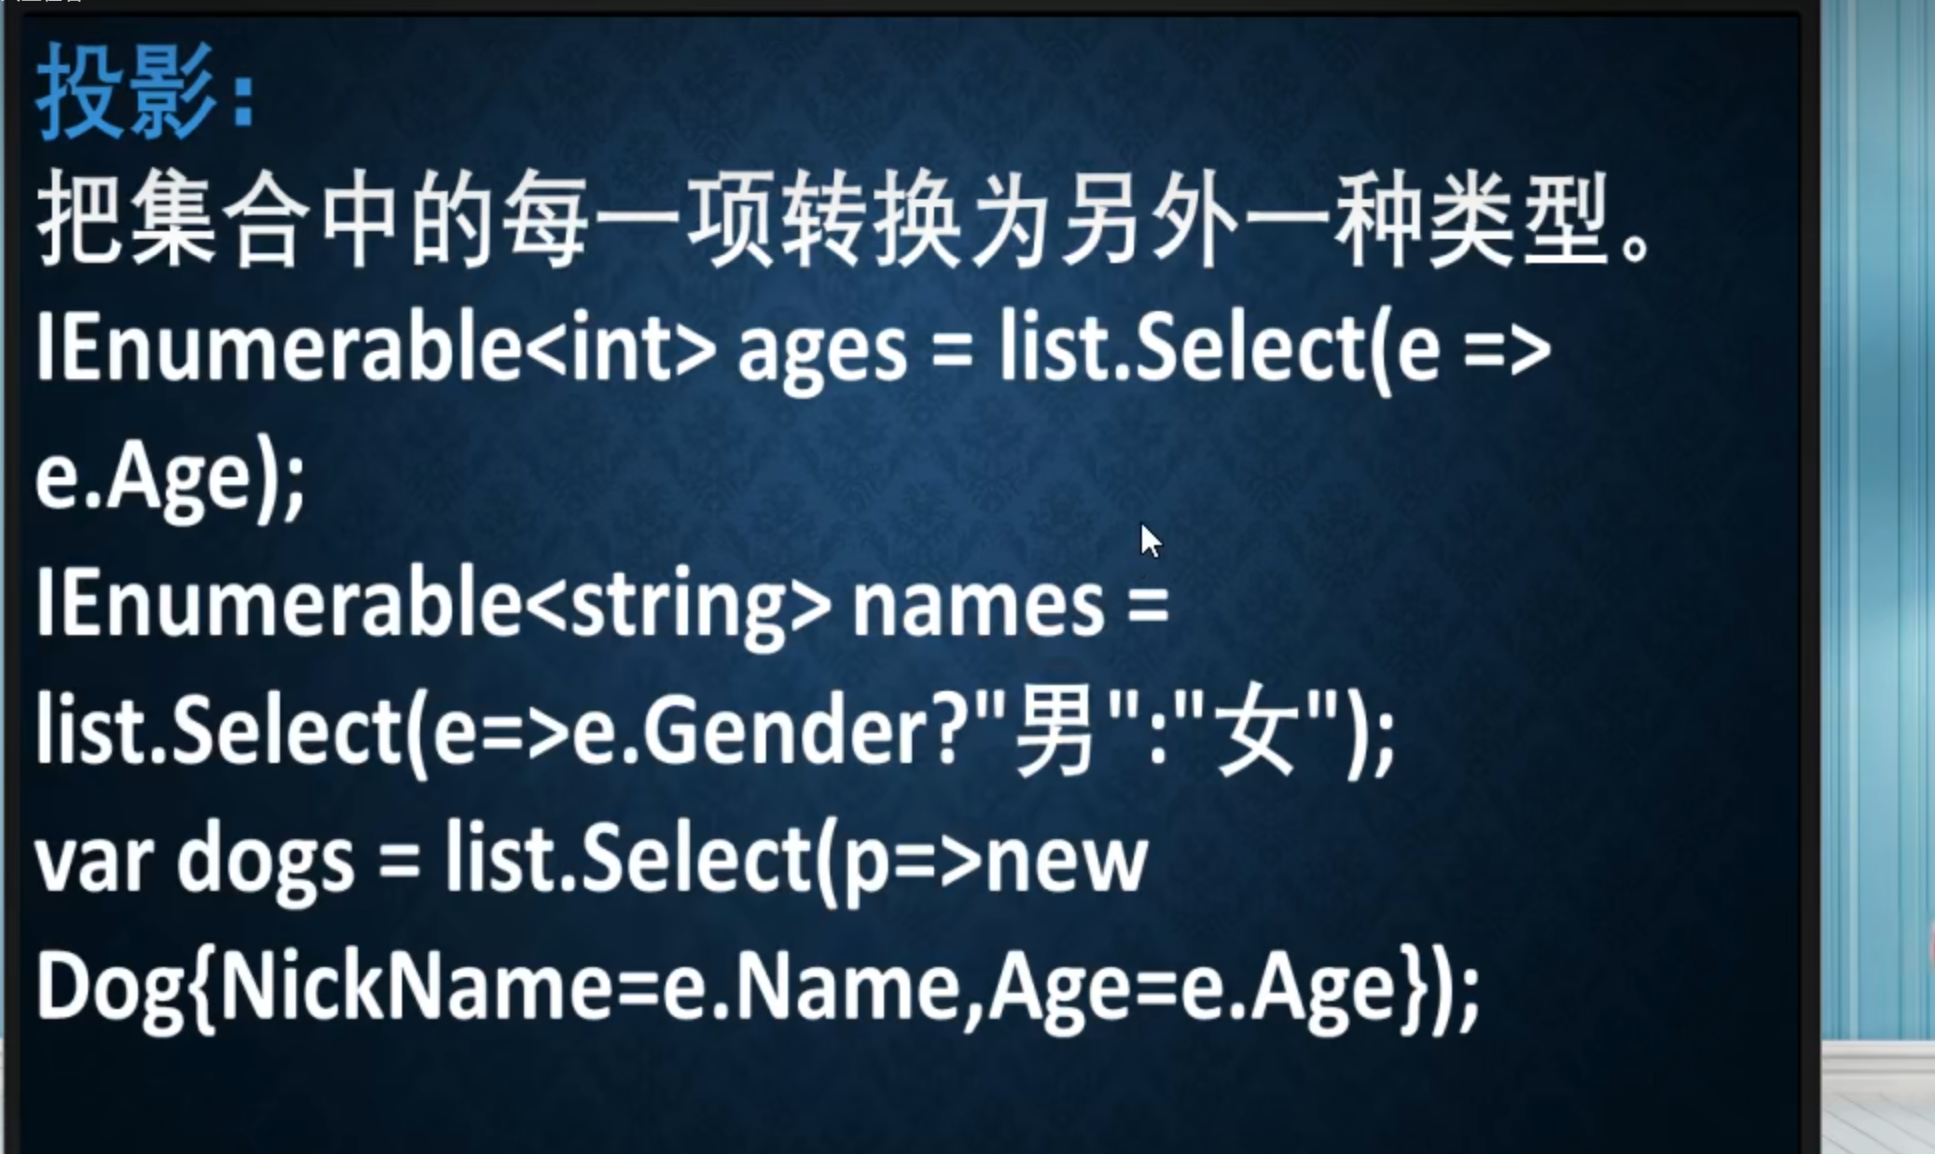 投影:
把集合中的每一项转换为另外一种类型。
IEnumerable<int> ages = list.Select(e =>
e.Age);
IEnumerable<string> names =
list.Select(e=>e.Gender?"男":"女");
var dogs = list.Select(p=>new
Dog{NickName=e.Name,Age=e.Age});